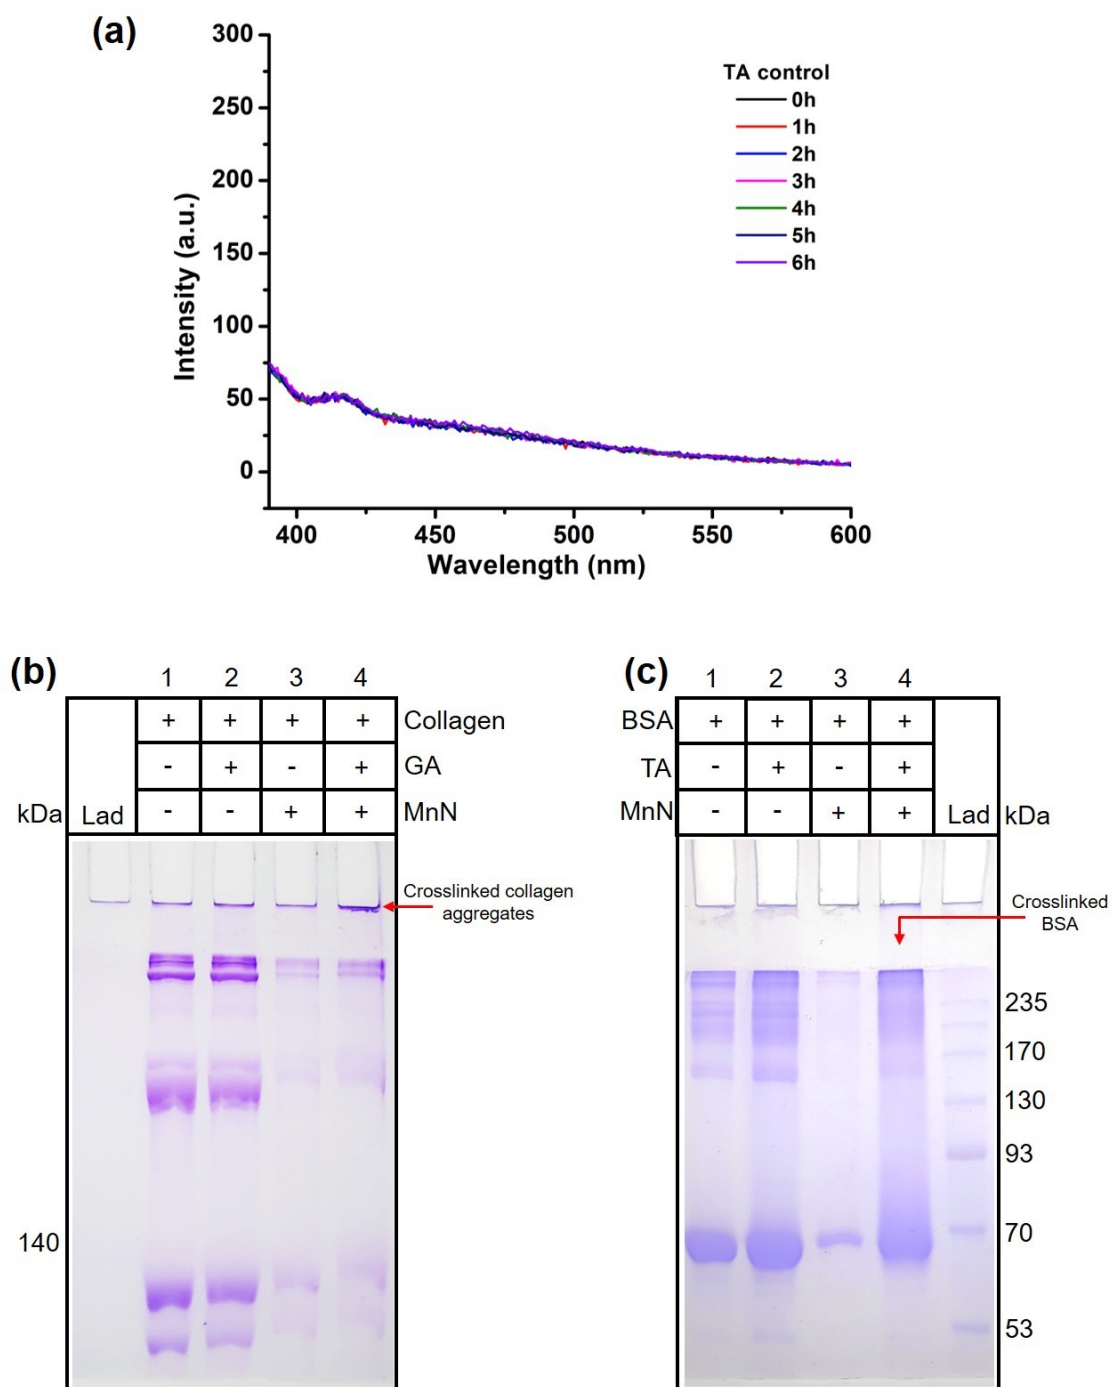 (a)
300
250
200
150
100
50
0
Intensity (a.u.)
400 450 500 550 600
Wavelength (nm)
TA control
0h
1h
2h
3h
4h
5h
6h
(b)
1 2 3 4
+ + + + Collagen
- + - + GA
kDa Lad - - + + MnN
Crosslinked collagen
aggregates
140
(c)
1 2 3 4
BSA + + + +
TA - + - +
MnN - - + + Lad kDa
Crosslinked
BSA
235
170
130
93
70
53